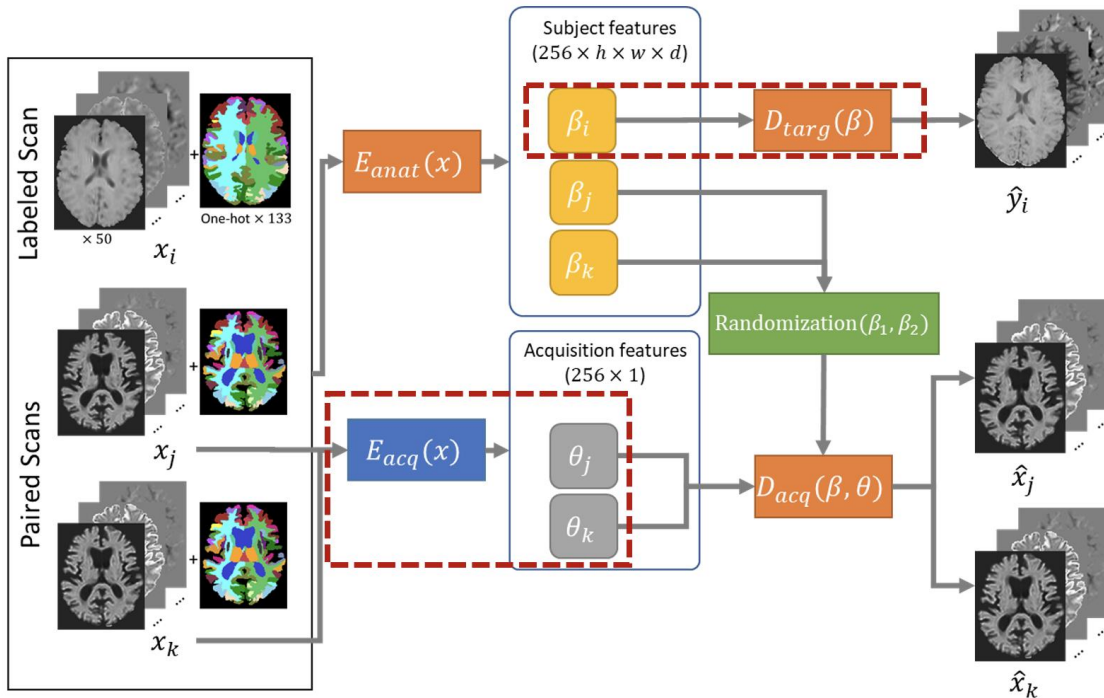 Labeled Scan
Paired Scans
× 50
+
One-hot × 133
x_i
...
...
+
x_j
...
...
+
x_k
...
...
E_anat(x)
E_acq(x)
Subject features
(256 × h × w × d)
β_i
β_j
β_k
D_targ(β)
Acquisition features
(256 × 1)
θ_j
θ_k
Randomization(β_1, β_2)
D_acq(β, θ)
...
...
ŷ_i
...
...
x̂_j
...
...
x̂_k